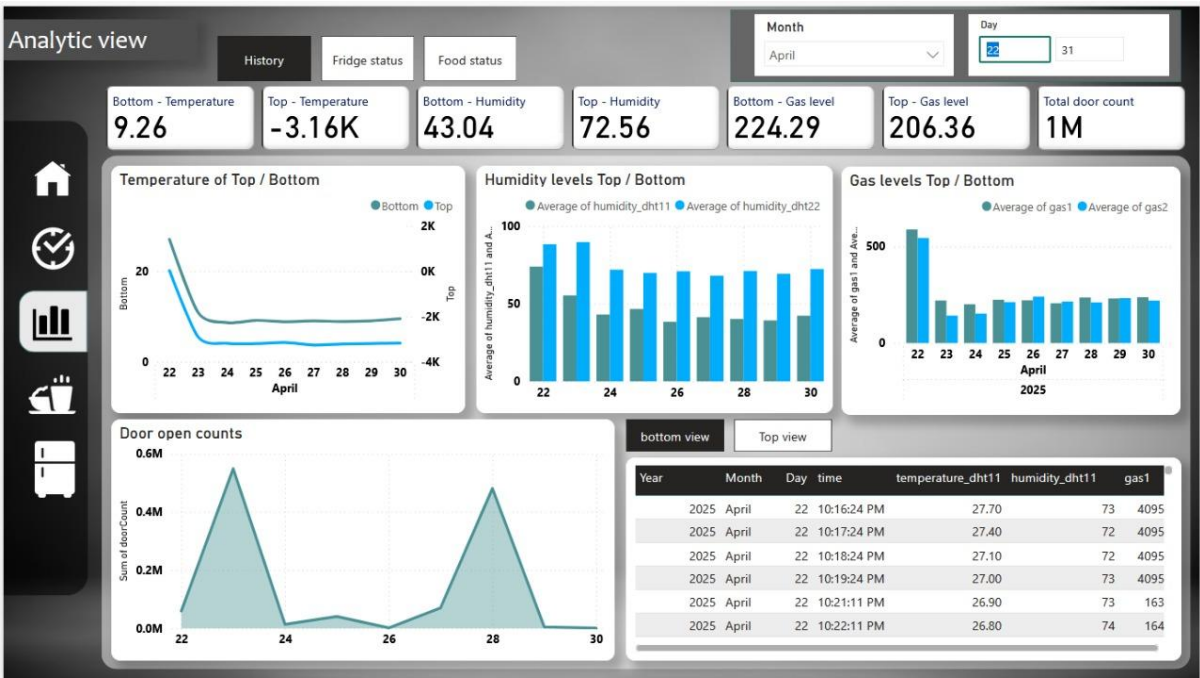 Analytic view
History
Fridge status
Food status
Month
April
Day
22
31
Bottom - Temperature
9.26
Top - Temperature
-3.16K
Bottom - Humidity
43.04
Top - Humidity
72.56
Bottom - Gas level
224.29
Top - Gas level
206.36
Total door count
1M
Temperature of Top / Bottom
Bottom Top
2K
20 0K
-2K
0 -4K
Bottom
Top
22 23 24 25 26 27 28 29 30
April
Humidity levels Top / Bottom
Average of humidity_dht11 Average of humidity_dht22
Average of humidity_dht11 and A...
100
50
0
22 24 26 28 30
Gas levels Top / Bottom
Average of gas1 Average of gas2
Average of gas1 and Ave...
500
0
22 23 24 25 26 27 28 29 30
April
2025
Door open counts
Sum of doorCount
0.6M
0.4M
0.2M
0.0M
22 24 26 28 30
bottom view
Top view
Year Month Day time temperature_dht11 humidity_dht11 gas1
2025 April 22 10:16:24 PM 27.70 73 4095
2025 April 22 10:17:24 PM 27.40 72 4095
2025 April 22 10:18:24 PM 27.10 72 4095
2025 April 22 10:19:24 PM 27.00 73 4095
2025 April 22 10:21:11 PM 26.90 73 163
2025 April 22 10:22:11 PM 26.80 74 164